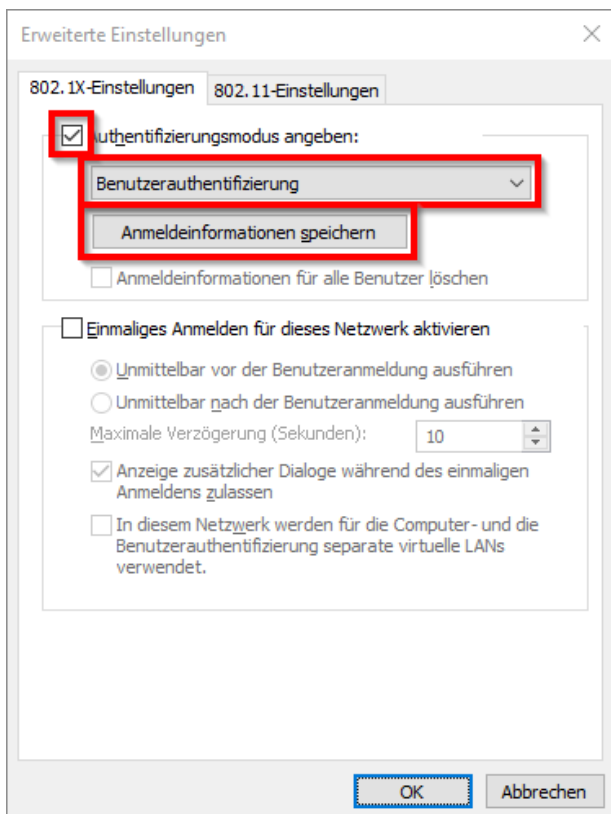 Erweiterte Einstellungen
802.1X-Einstellungen
802.11-Einstellungen
Authentifizierungsmodus angeben:
Benutzerauthentifizierung
Anmeldeinformationen speichern
Anmeldeinformationen für alle Benutzer löschen
Einmaliges Anmelden für dieses Netzwerk aktivieren
Unmittelbar vor der Benutzeranmeldung ausführen
Unmittelbar nach der Benutzeranmeldung ausführen
Maximale Verzögerung (Sekunden): 10
Anzeige zusätzlicher Dialoge während des einmaligen
Anmeldens zulassen
In diesem Netzwerk werden für die Computer- und die
Benutzerauthentifizierung separate virtuelle LANs
verwendet.
OK
Abbrechen